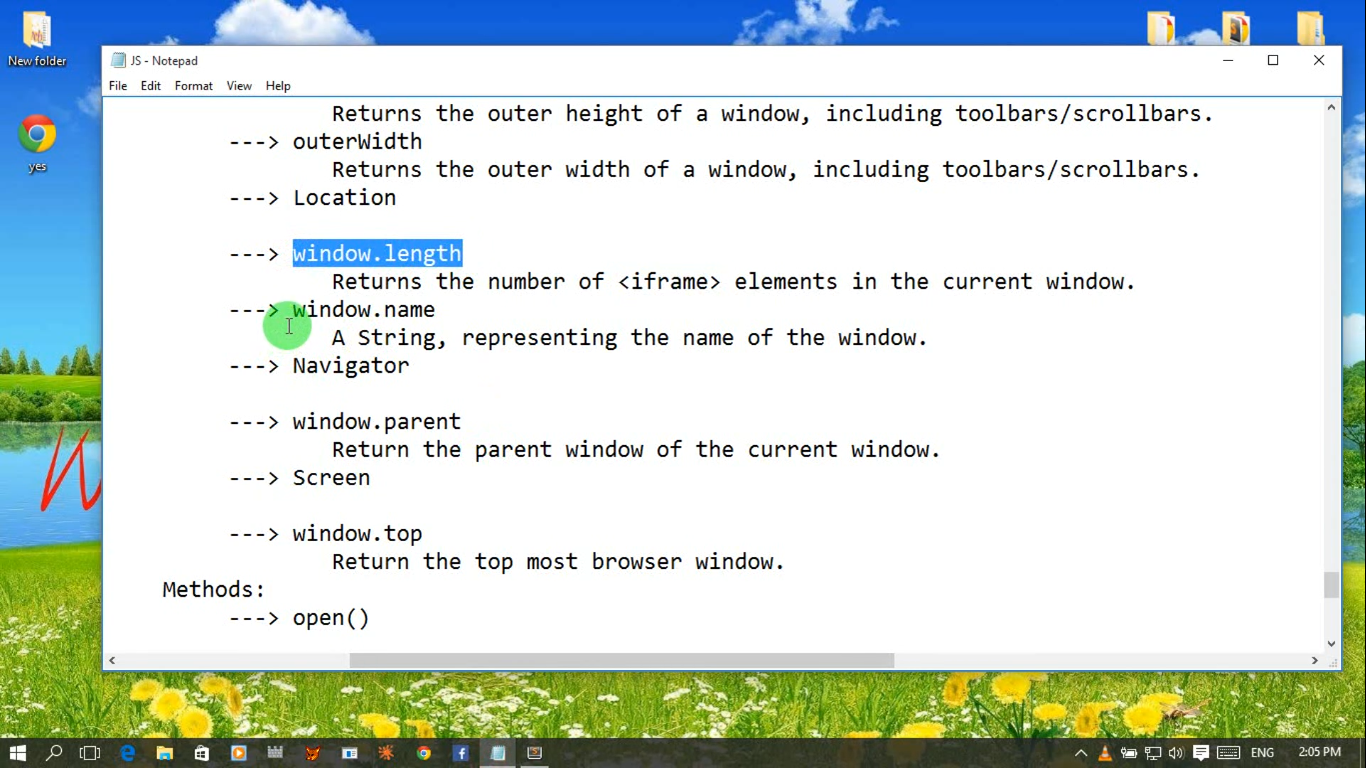 New folder
yes
JS - Notepad
File Edit Format View Help
Returns the outer height of a window, including toolbars/scrollbars.
---> outerWidth
Returns the outer width of a window, including toolbars/scrollbars.
---> Location
---> window.length
Returns the number of <iframe> elements in the current window.
---> window.name
A String, representing the name of the window.
---> Navigator
---> window.parent
Return the parent window of the current window.
---> Screen
---> window.top
Return the top most browser window.
Methods:
---> open()
ENG 2:05 PM